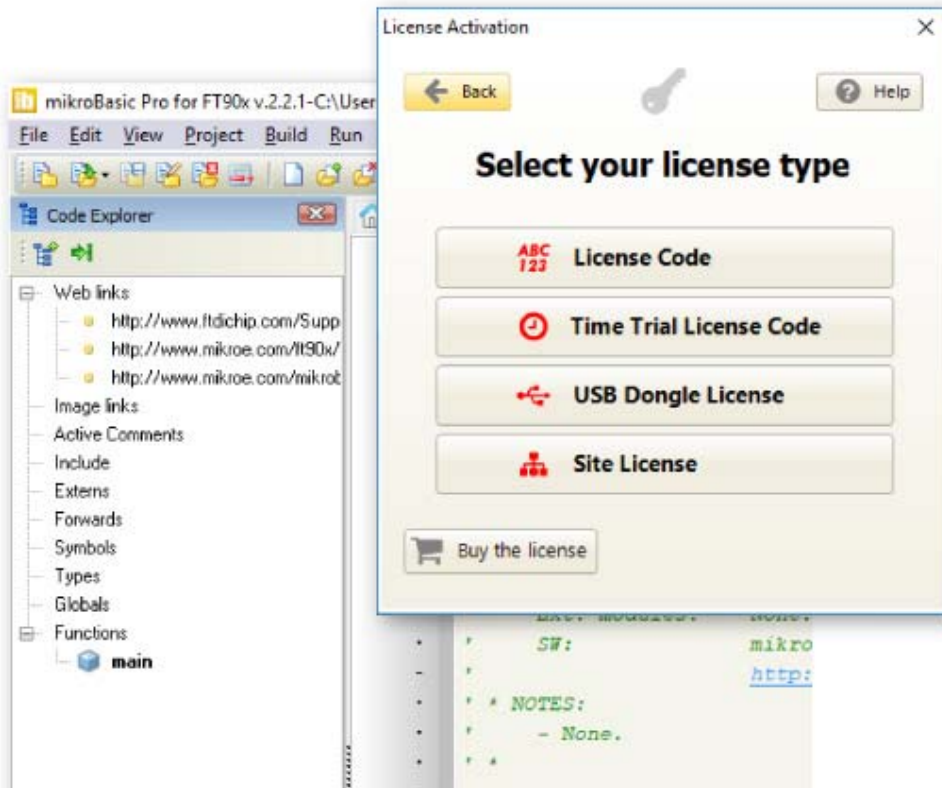 License Activation
Back
Help
Select your license type
ABC
123
License Code
Time Trial License Code
USB Dongle License
Site License
Buy the license
mikroBasic Pro for FT90x v.2.2.1-C:\User
File Edit View Project Build Run
Code Explorer
Web links
http://www.ftdichip.com/Supp
http://www.mikroe.com/ft90x/
http://www.mikroe.com/mikrob
Image links
Active Comments
Include
Externs
Forwards
Symbols
Types
Globals
Functions
main
Ext. modules: None.
' SW: mikro
' http:
' * NOTES:
' - None.
' *